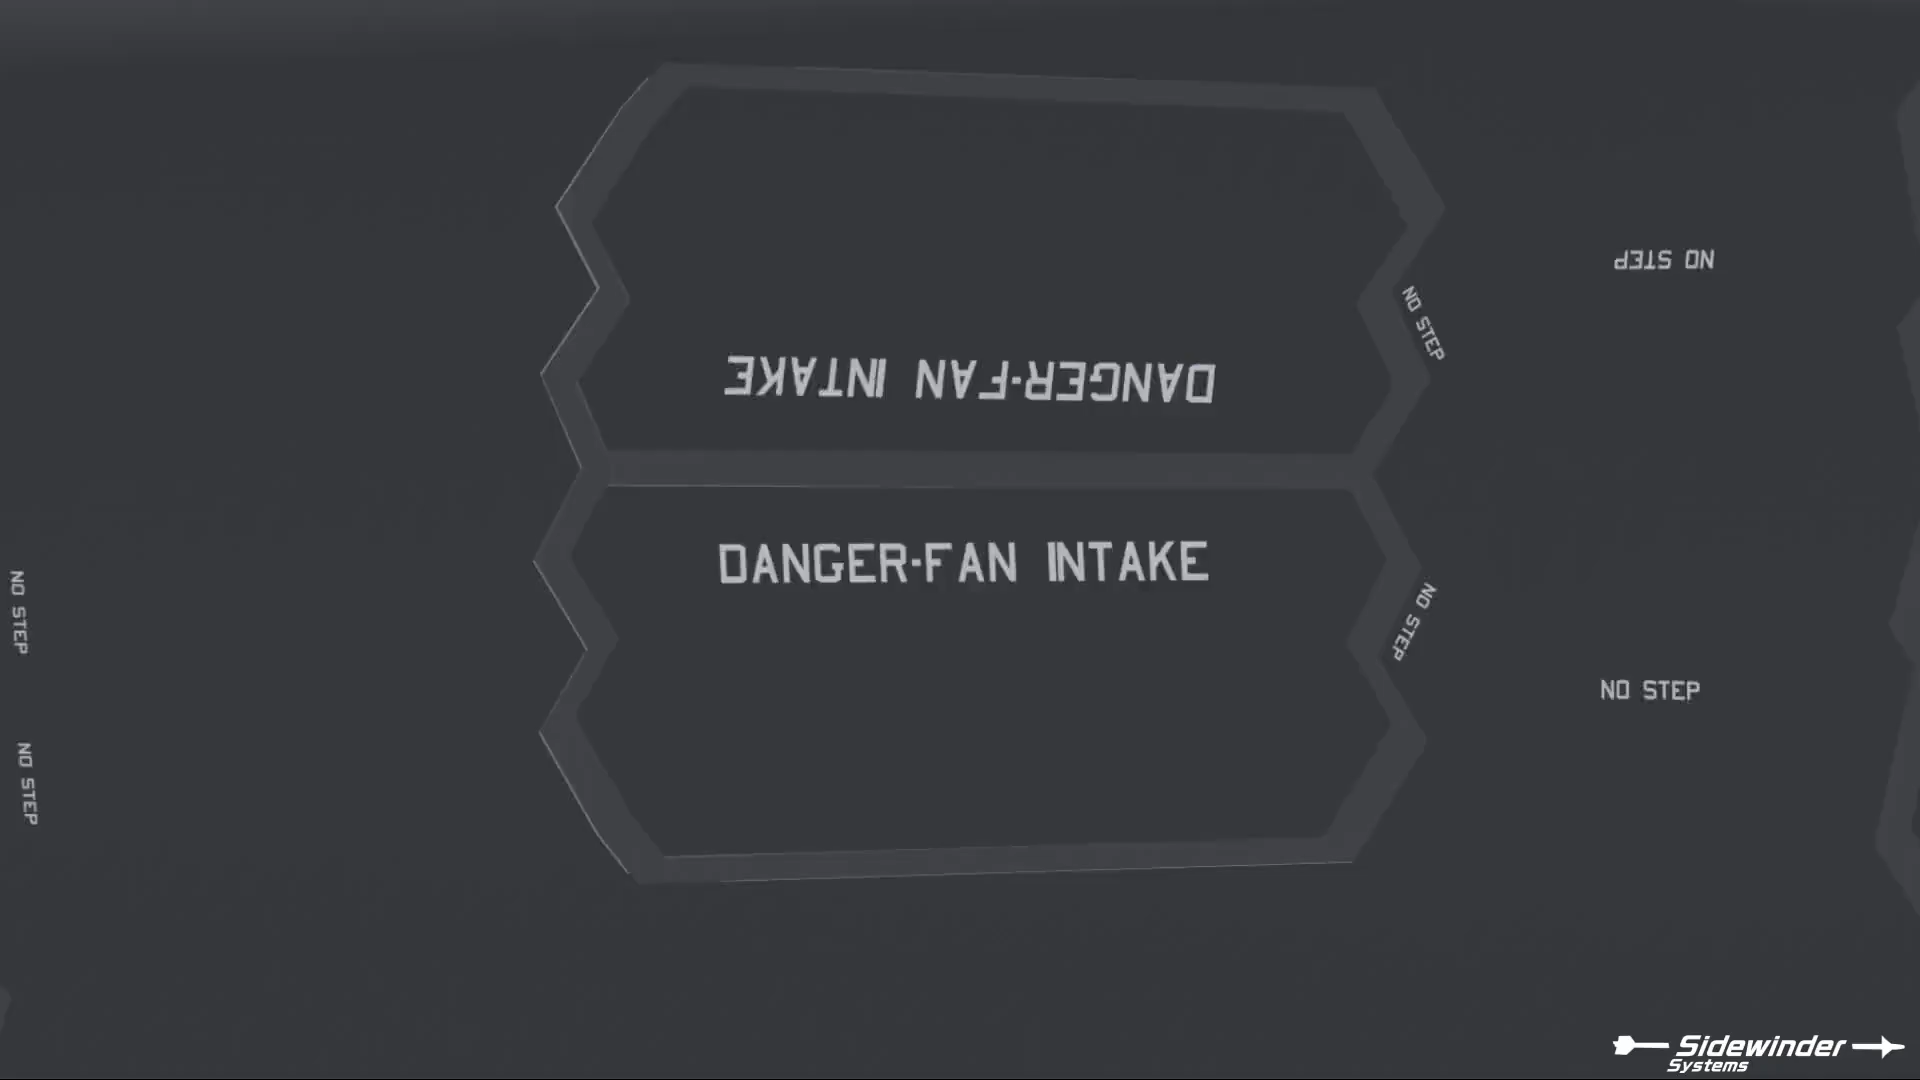 NO STEP
NO STEP
DANGER-FAN INTAKE
DANGER-FAN INTAKE
NO STEP
NO STEP
NO STEP
NO STEP
Sidewinder
Systems